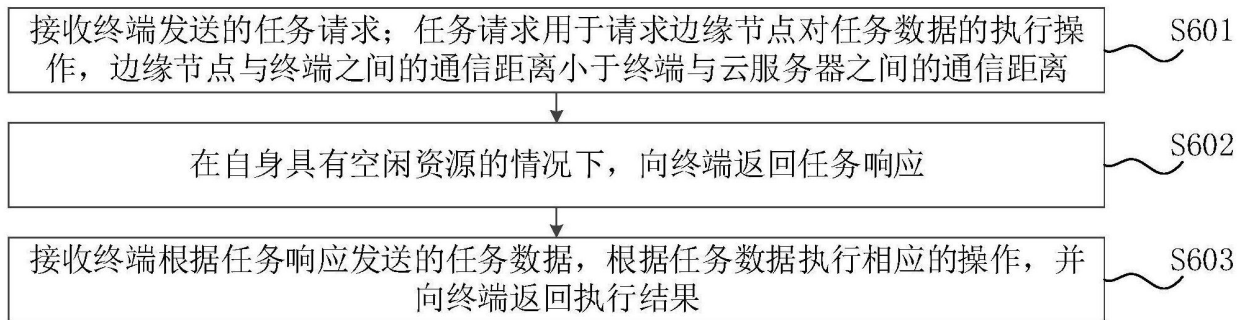 接收终端发送的任务请求；任务请求用于请求边缘节点对任务数据的执行操
作，边缘节点与终端之间的通信距离小于终端与云服务器之间的通信距离
S601
在自身具有空闲资源的情况下，向终端返回任务响应
S602
接收终端根据任务响应发送的任务数据，根据任务数据执行相应的操作，并
向终端返回执行结果
S603